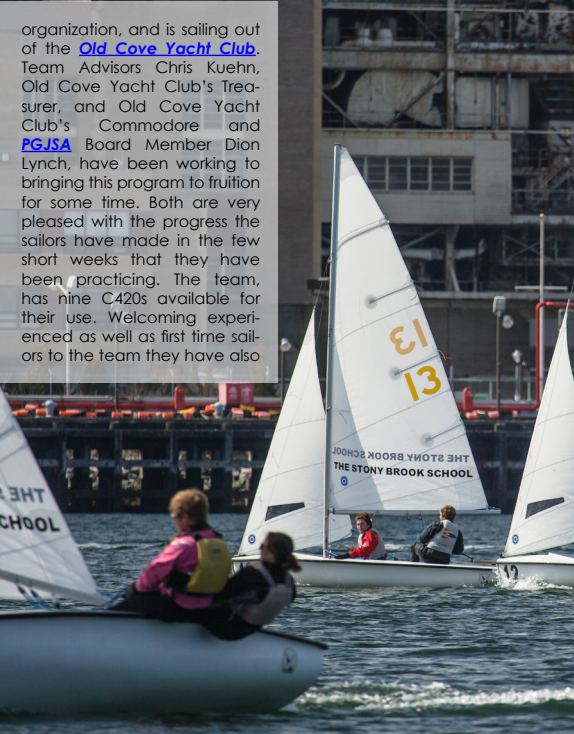 organization, and is sailing out
of the Old Cove Yacht Club.
Team Advisors Chris Kuehn,
Old Cove Yacht Club's Trea-
surer, and Old Cove Yacht
Club's Commodore and
PGJSA Board Member Dion
Lynch, have been working to
bringing this program to fruition
for some time. Both are very
pleased with the progress the
sailors have made in the few
short weeks that they have
been practicing. The team,
has nine C420s available for
their use. Welcoming experi-
enced as well as first time sail-
ors to the team they have also
13
13
THE STONY BROOK SCHOOL
THE STONY BROOK SCHOOL
THE
CHOOL
12